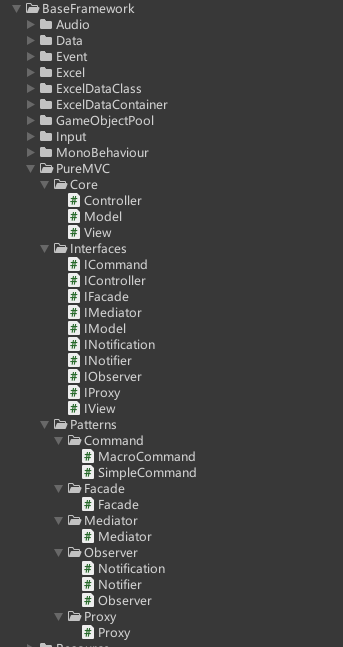 BaseFramework
Audio
Data
Event
Excel
ExcelDataClass
ExcelDataContainer
GameObjectPool
Input
MonoBehaviour
PureMVC
Core
# Controller
# Model
# View
Interfaces
# ICommand
# IController
# IFacade
# IMediator
# IModel
# INotification
# INotifier
# IObserver
# IProxy
# IView
Patterns
Command
# MacroCommand
# SimpleCommand
Facade
# Facade
Mediator
# Mediator
Observer
# Notification
# Notifier
# Observer
Proxy
# Proxy